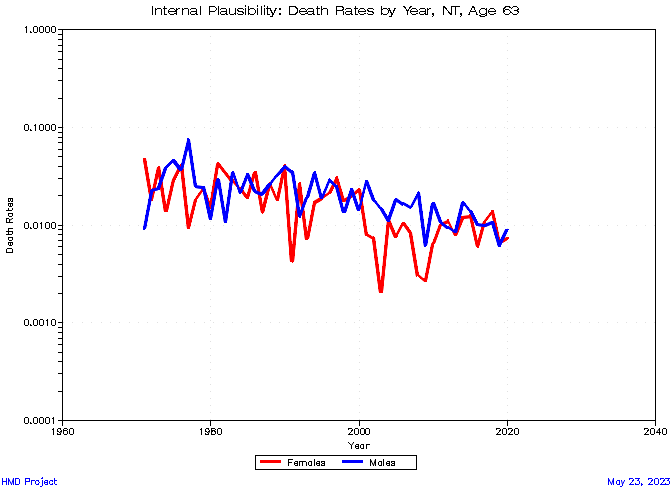 Internal Plausibility: Death Rates by Year, NT, Age 63
1.0000
0.1000
0.0100
0.0010
0.0001
Death Rates
1960 1980 2000 2020 2040
Year
Females Males
HMD Project May 23, 2023